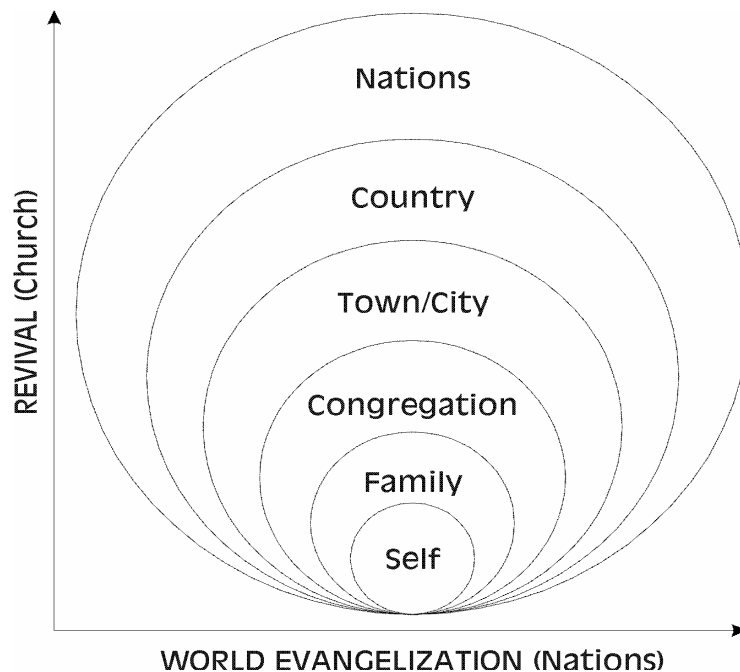 Nations
Country
Town/City
Congregation
Family
Self
REVIVAL (Church)
WORLD EVANGELIZATION (Nations)